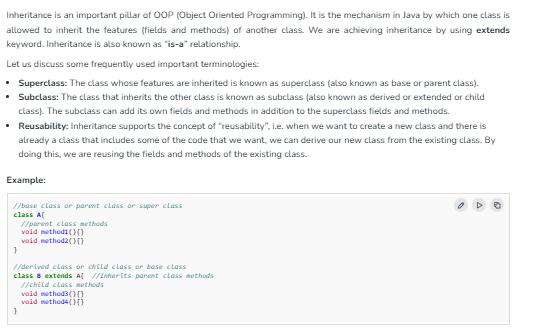 Inheritance is an important pillar of OOP (Object Oriented Programming). It is the mechanism in Java by which one class is
allowed to inherit the features (fields and methods) of another class. We are achieving inheritance by using extends
keyword. Inheritance is also known as “is-a” relationship.
Let us discuss some frequently used important terminologies:
• Superclass: The class whose features are inherited is known as superclass (also known as base or parent class).
• Subclass: The class that inherits the other class is known as subclass (also known as derived or extended or child
class). The subclass can add its own fields and methods in addition to the superclass fields and methods.
• Reusability: Inheritance supports the concept of “reusability”, i.e. when we want to create a new class and there is
already a class that includes some of the code that we want, we can derive our new class from the existing class. By
doing this, we are reusing the fields and methods of the existing class.
Example:
//base class or parent class or super class
class A{
  //parent class methods
  void method1(){}
  void method2(){}
}
//derived class or child class or base class
class B extends A{  //Inherits parent class methods
  //child class methods
  void method3(){}
  void method4(){}
}